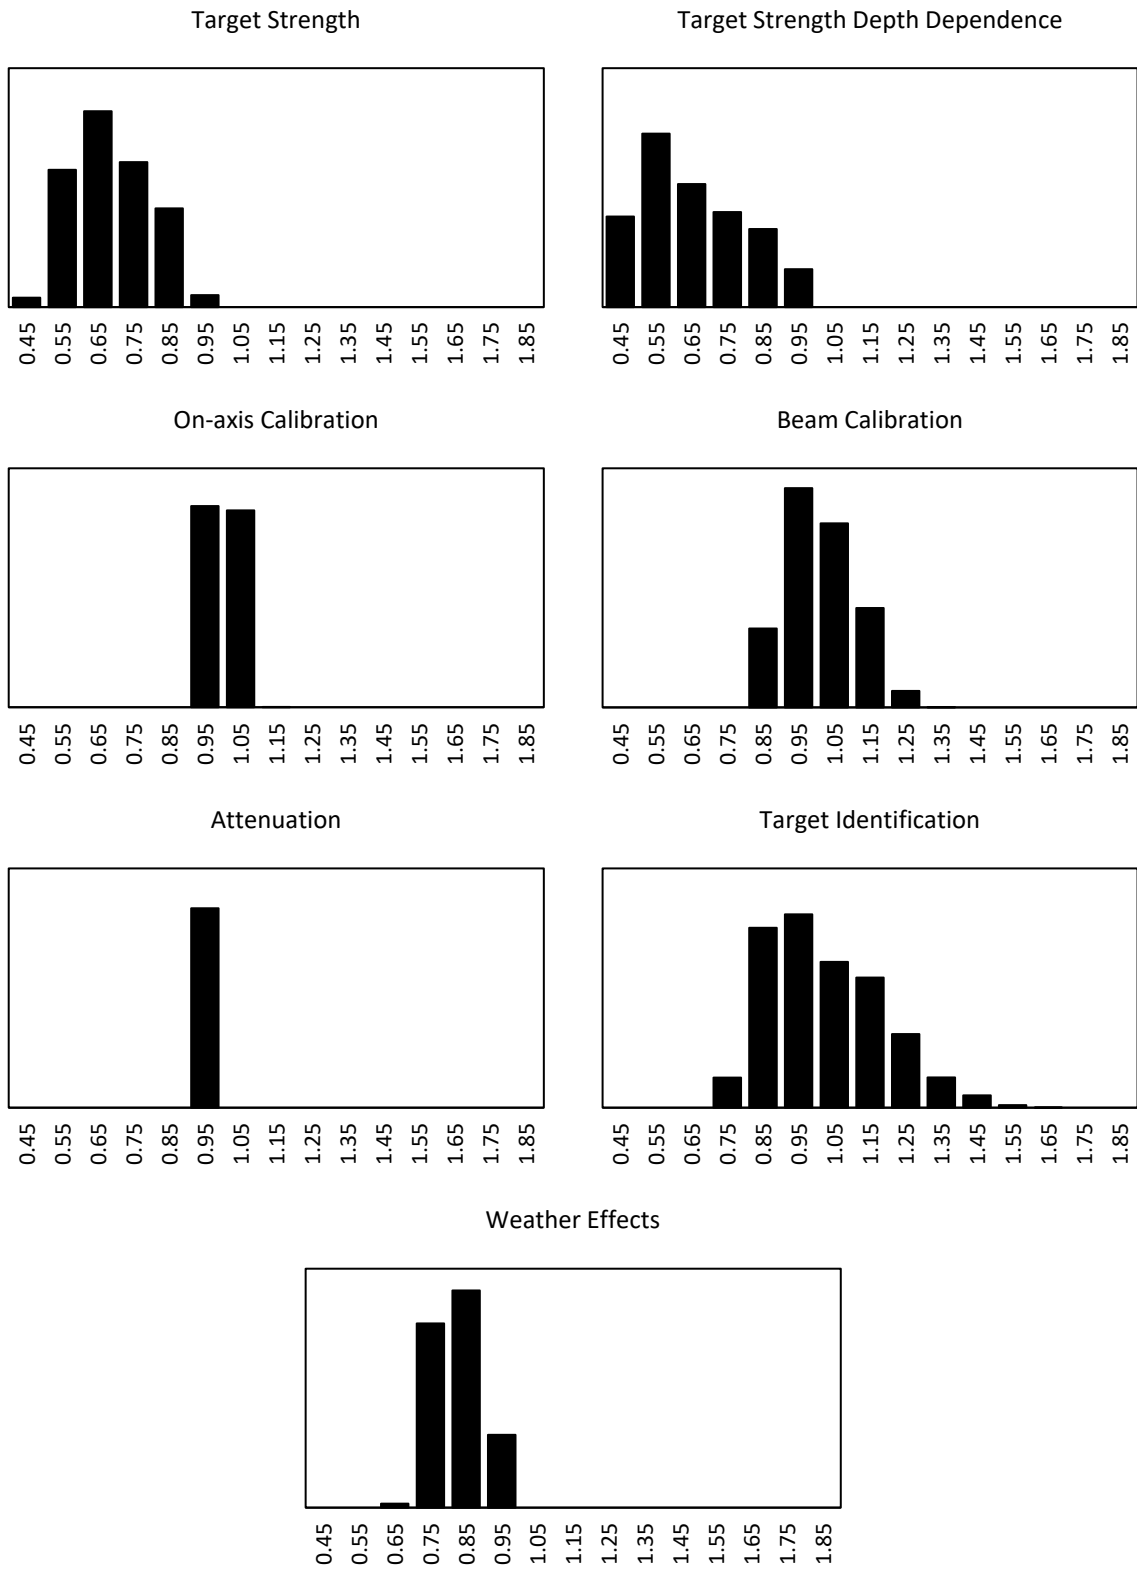 Target Strength
Target Strength Depth Dependence
0.45 0.55 0.65 0.75 0.85 0.95 1.05 1.15 1.25 1.35 1.45 1.55 1.65 1.75 1.85
0.45 0.55 0.65 0.75 0.85 0.95 1.05 1.15 1.25 1.35 1.45 1.55 1.65 1.75 1.85
On-axis Calibration
Beam Calibration
0.45 0.55 0.65 0.75 0.85 0.95 1.05 1.15 1.25 1.35 1.45 1.55 1.65 1.75 1.85
0.45 0.55 0.65 0.75 0.85 0.95 1.05 1.15 1.25 1.35 1.45 1.55 1.65 1.75 1.85
Attenuation
Target Identification
0.45 0.55 0.65 0.75 0.85 0.95 1.05 1.15 1.25 1.35 1.45 1.55 1.65 1.75 1.85
0.45 0.55 0.65 0.75 0.85 0.95 1.05 1.15 1.25 1.35 1.45 1.55 1.65 1.75 1.85
Weather Effects
0.45 0.55 0.65 0.75 0.85 0.95 1.05 1.15 1.25 1.35 1.45 1.55 1.65 1.75 1.85